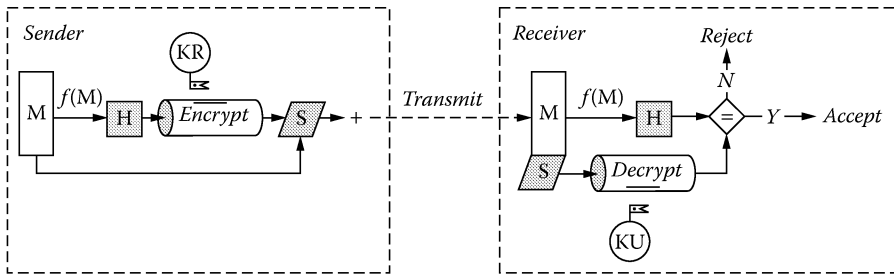 Sender
KR
M
f(M)
H
Encrypt
S
+
Transmit
Receiver
Reject
N
M
f(M)
H
=
Y
Accept
S
Decrypt
KU